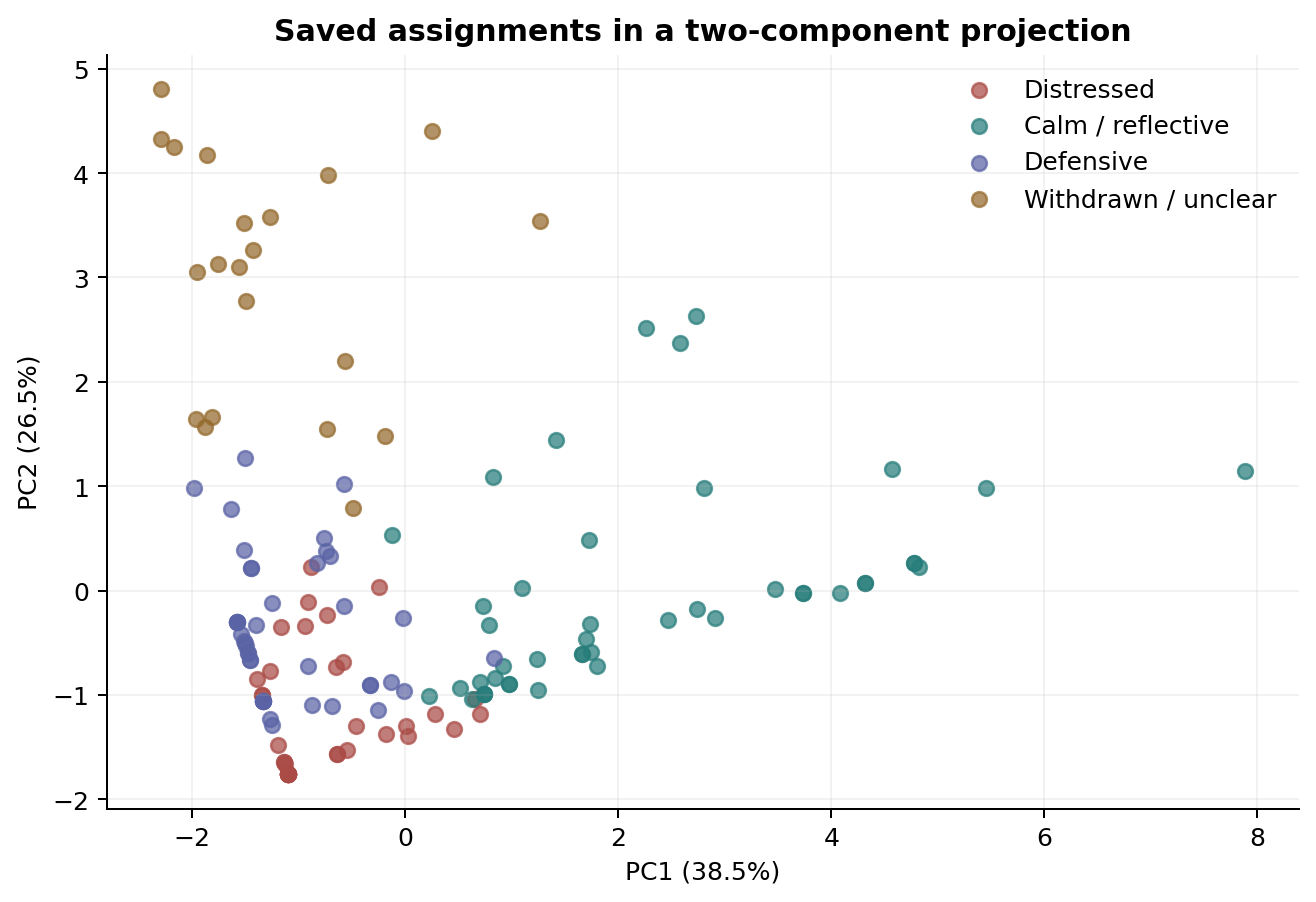 Saved assignments in a two-component projection
Distressed
Calm / reflective
Defensive
Withdrawn / unclear
5
4
3
2
1
0
−1
−2
PC2 (26.5%)
−2 0 2 4 6 8
PC1 (38.5%)